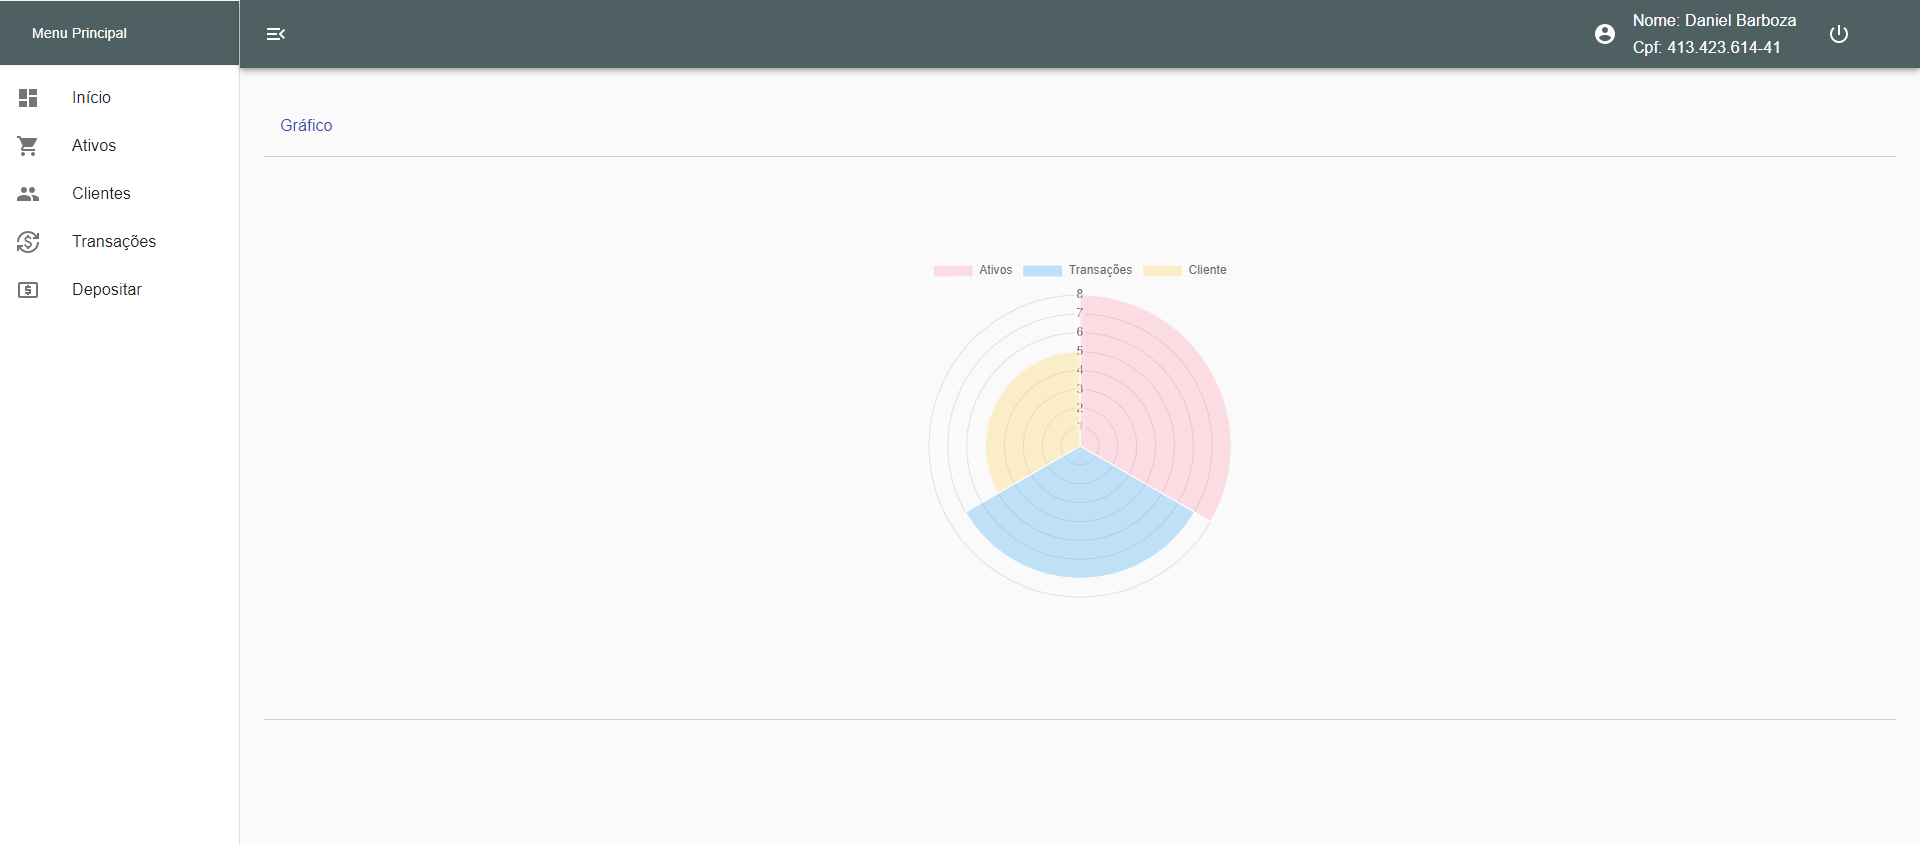 Menu Principal
Nome: Daniel Barboza
Cpf: 413.423.614-41
Início
Ativos
Clientes
Transações
Depositar
Gráfico
Ativos Transações Cliente
8
7
6
5
4
3
2
1